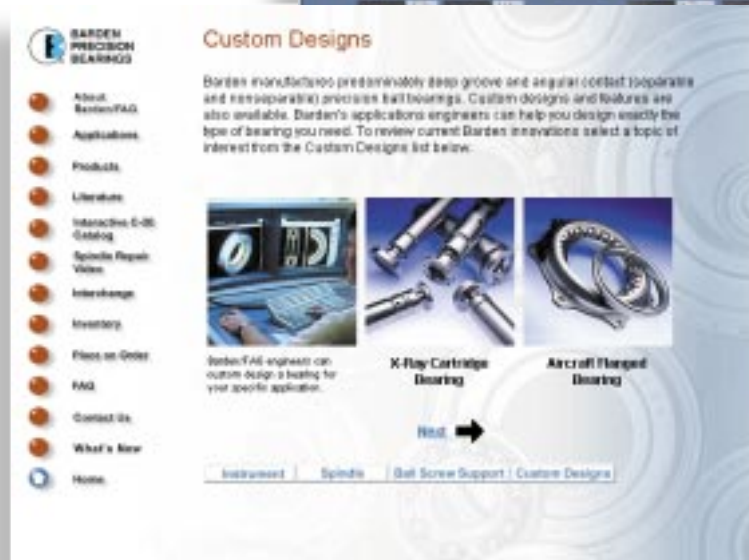 BARDEN
PRECISION
BEARINGS
Custom Designs
Barden manufactures predominately deep groove and angular contact (separable
and nonseparable) precision ball bearings. Custom designs and features are
also available. Barden's applications engineers can help you design exactly the
type of bearing you need. To review current Barden innovations select a topic of
interest from the Custom Designs list below.
About
Barden/FAG
Applications
Products
Literature
Interactive C-10
Catalog
Spindle Repair
Video
Interchange
Inventory
Place an Order
FAQ
Contact Us
What's New
Home
Barden/FAG engineers can
custom design a bearing for
your specific application.
X-Ray Cartridge
Bearing
Aircraft Flanged
Bearing
Next
Instrument | Spindle | Ball Screw Support | Custom Designs